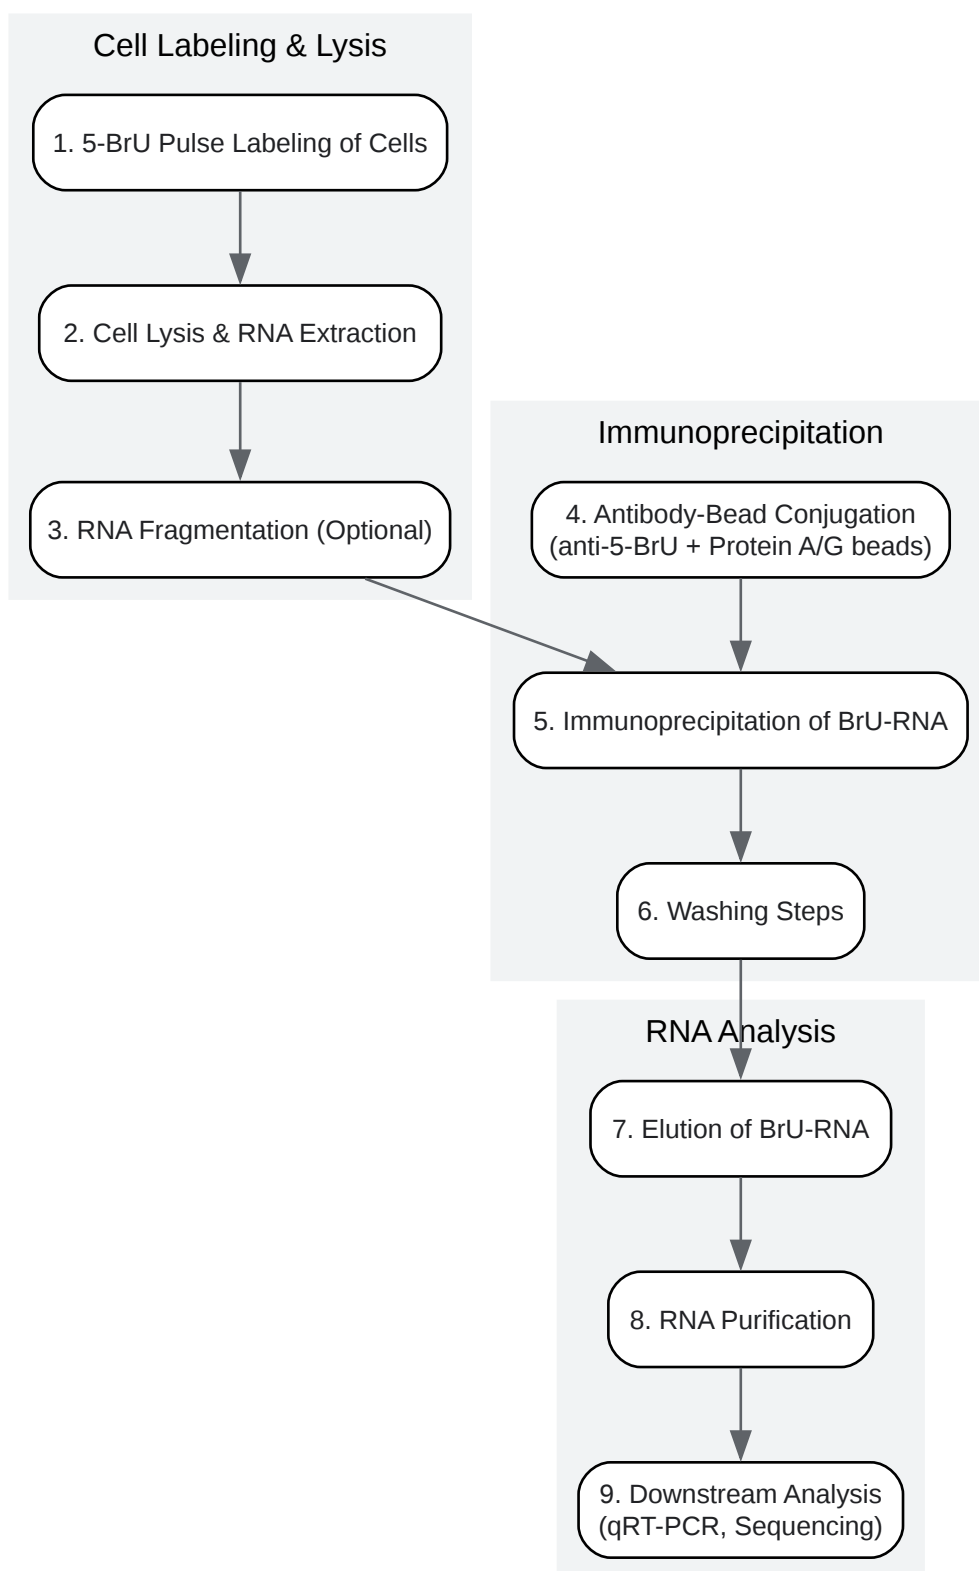 Cell Labeling & Lysis
1. 5-BrU Pulse Labeling of Cells
2. Cell Lysis & RNA Extraction
3. RNA Fragmentation (Optional)
Immunoprecipitation
4. Antibody-Bead Conjugation
(anti-5-BrU + Protein A/G beads)
5. Immunoprecipitation of BrU-RNA
6. Washing Steps
RNA Analysis
7. Elution of BrU-RNA
8. RNA Purification
9. Downstream Analysis
(qRT-PCR, Sequencing)